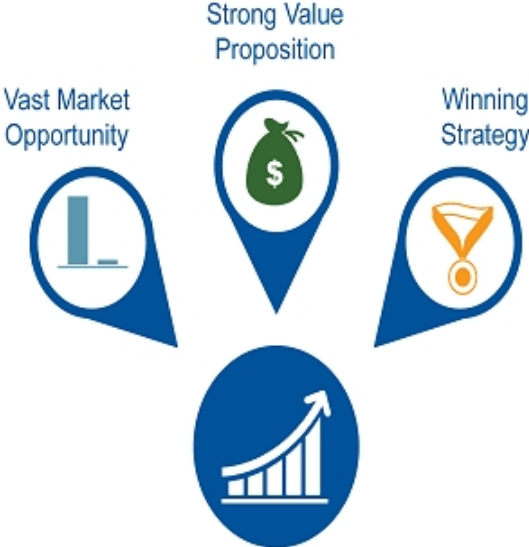 Strong Value
Proposition
Vast Market
Opportunity
Winning
Strategy
$